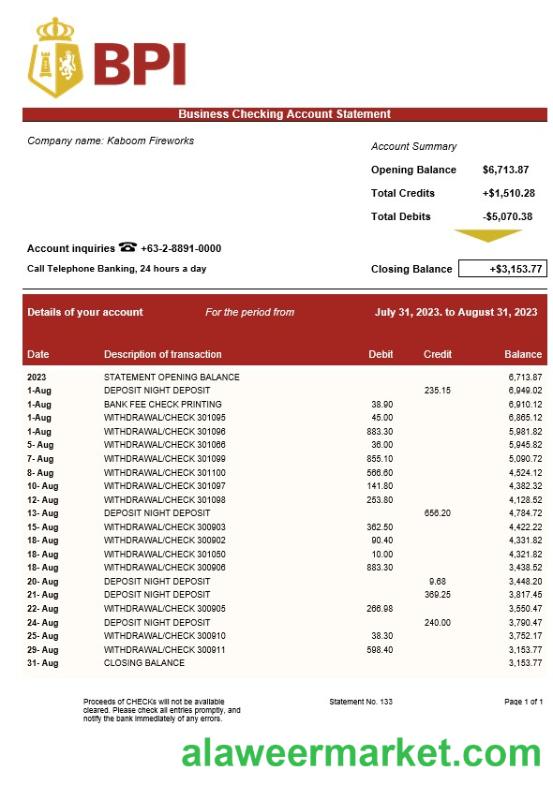 BPI
Business Checking Account Statement
Company name: Kaboom Fireworks
Account Summary
Opening Balance $6,713.87
Total Credits +$1,510.28
Total Debits -$5,070.38
Account inquiries ☎ +63-2-8891-0000
Call Telephone Banking, 24 hours a day
Closing Balance +$3,153.77
Details of your account For the period from July 31, 2023. to August 31, 2023
Date Description of transaction Debit Credit Balance
2023 STATEMENT OPENING BALANCE 6,713.87
1-Aug DEPOSIT NIGHT DEPOSIT 235.15 6,949.02
1-Aug BANK FEE CHECK PRINTING 38.90 6,910.12
1-Aug WITHDRAWAL/CHECK 301095 45.00 6,865.12
1-Aug WITHDRAWAL/CHECK 301096 883.30 5,981.82
5- Aug WITHDRAWAL/CHECK 301066 36.00 5,945.82
7- Aug WITHDRAWAL/CHECK 301099 855.10 5,090.72
8- Aug WITHDRAWAL/CHECK 301100 566.60 4,524.12
10- Aug WITHDRAWAL/CHECK 301097 141.80 4,382.32
12- Aug WITHDRAWAL/CHECK 301098 253.80 4,128.52
13- Aug DEPOSIT NIGHT DEPOSIT 656.20 4,784.72
15- Aug WITHDRAWAL/CHECK 300903 362.50 4,422.22
18- Aug WITHDRAWAL/CHECK 300902 90.40 4,331.82
18- Aug WITHDRAWAL/CHECK 301050 10.00 4,321.82
18- Aug WITHDRAWAL/CHECK 300906 883.30 3,438.52
20- Aug DEPOSIT NIGHT DEPOSIT 9.68 3,448.20
21- Aug DEPOSIT NIGHT DEPOSIT 369.25 3,817.45
22- Aug WITHDRAWAL/CHECK 300905 266.98 3,550.47
24- Aug DEPOSIT NIGHT DEPOSIT 240.00 3,790.47
25- Aug WITHDRAWAL/CHECK 300910 38.30 3,752.17
29- Aug WITHDRAWAL/CHECK 300911 598.40 3,153.77
31- Aug CLOSING BALANCE 3,153.77
Proceeds of CHECKs will not be available
cleared. Please check all entries promptly, and
notify the bank immediately of any errors.
Statement No. 133
Page 1 of 1
alaweermarket.com